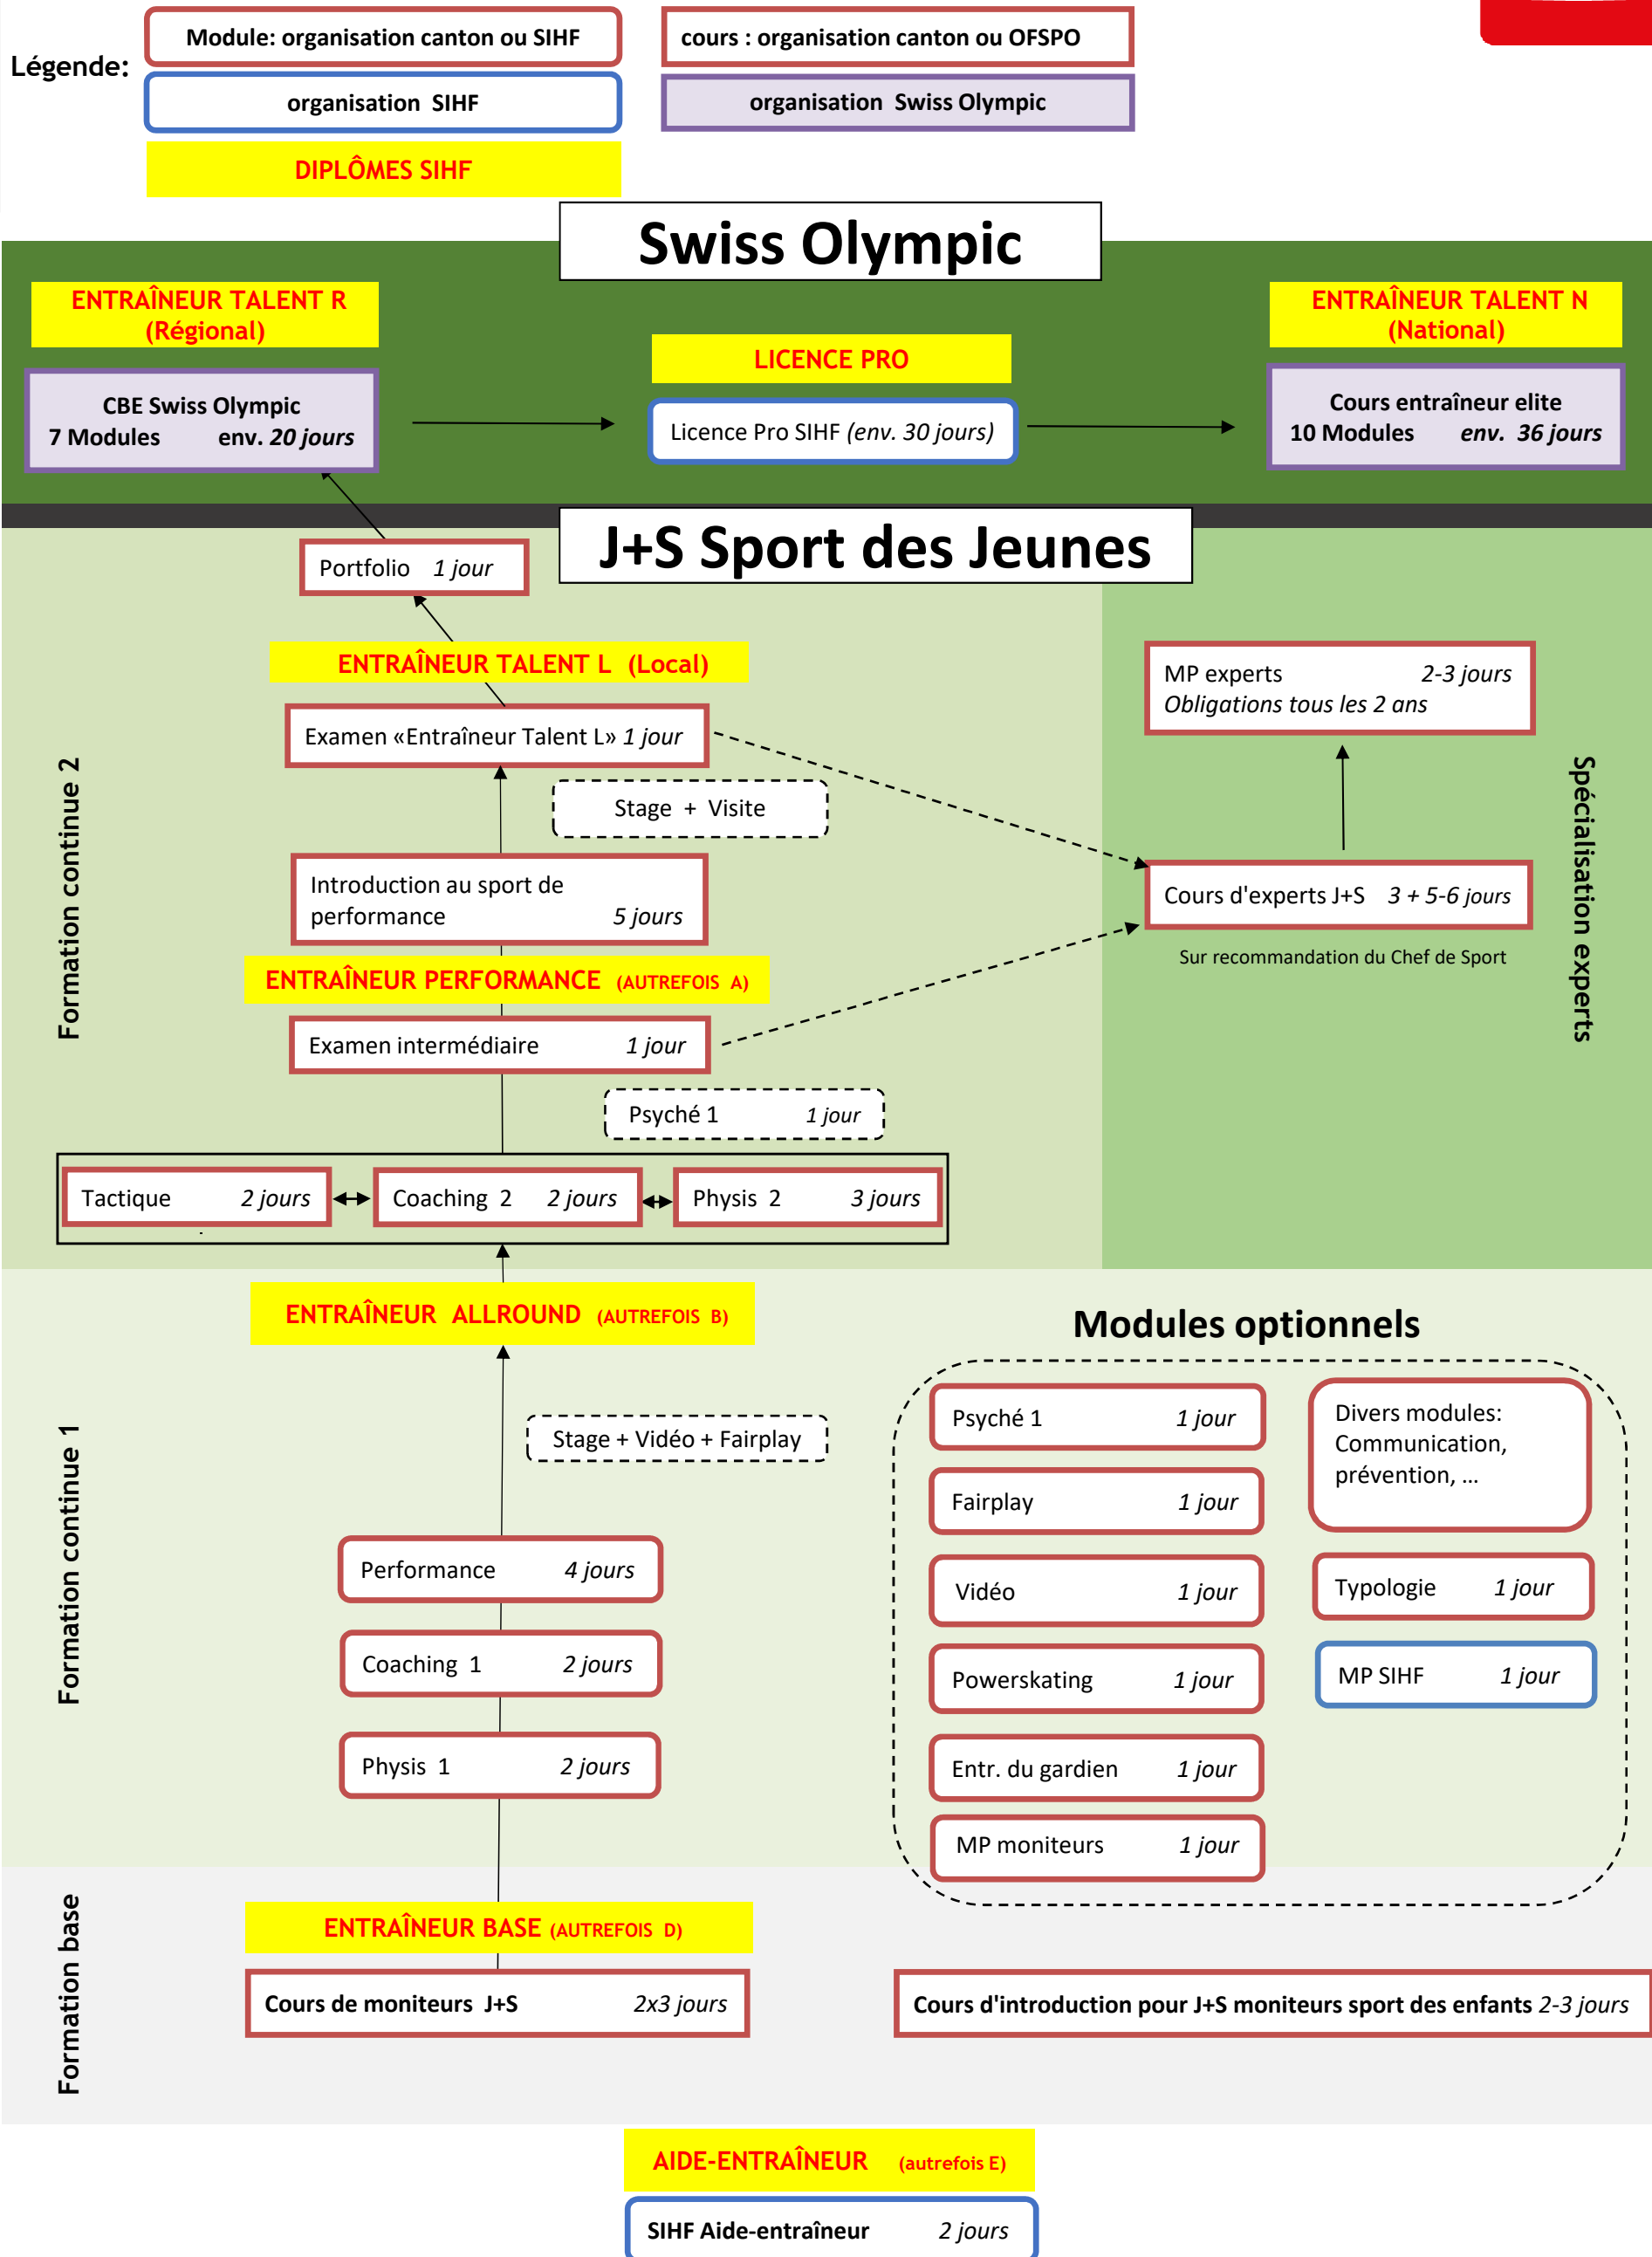 Légende:
Module: organisation canton ou SIHF
cours : organisation canton ou OFSPO
organisation SIHF
organisation Swiss Olympic
DIPLÔMES SIHF
Swiss Olympic
ENTRAÎNEUR TALENT R
(Régional)
CBE Swiss Olympic
7 Modules env. 20 jours
LICENCE PRO
Licence Pro SIHF (env. 30 jours)
ENTRAÎNEUR TALENT N
(National)
Cours entraîneur elite
10 Modules env. 36 jours
J+S Sport des Jeunes
Formation continue 2
Portfolio 1 jour
ENTRAÎNEUR TALENT L (Local)
Examen «Entraîneur Talent L» 1 jour
Stage + Visite
Introduction au sport de
performance 5 jours
ENTRAÎNEUR PERFORMANCE (AUTREFOIS A)
Examen intermédiaire 1 jour
Psyché 1 1 jour
Tactique 2 jours
Coaching 2 2 jours
Physis 2 3 jours
Spécialisation experts
MP experts 2-3 jours
Obligations tous les 2 ans
Cours d'experts J+S 3 + 5-6 jours
Sur recommandation du Chef de Sport
Formation continue 1
ENTRAÎNEUR ALLROUND (AUTREFOIS B)
Stage + Vidéo + Fairplay
Performance 4 jours
Coaching 1 2 jours
Physis 1 2 jours
Modules optionnels
Psyché 1 1 jour
Fairplay 1 jour
Vidéo 1 jour
Powerskating 1 jour
Entr. du gardien 1 jour
MP moniteurs 1 jour
Divers modules:
Communication,
prévention, ...
Typologie 1 jour
MP SIHF 1 jour
Formation base
ENTRAÎNEUR BASE (AUTREFOIS D)
Cours de moniteurs J+S 2x3 jours
Cours d'introduction pour J+S moniteurs sport des enfants 2-3 jours
AIDE-ENTRAÎNEUR (autrefois E)
SIHF Aide-entraîneur 2 jours